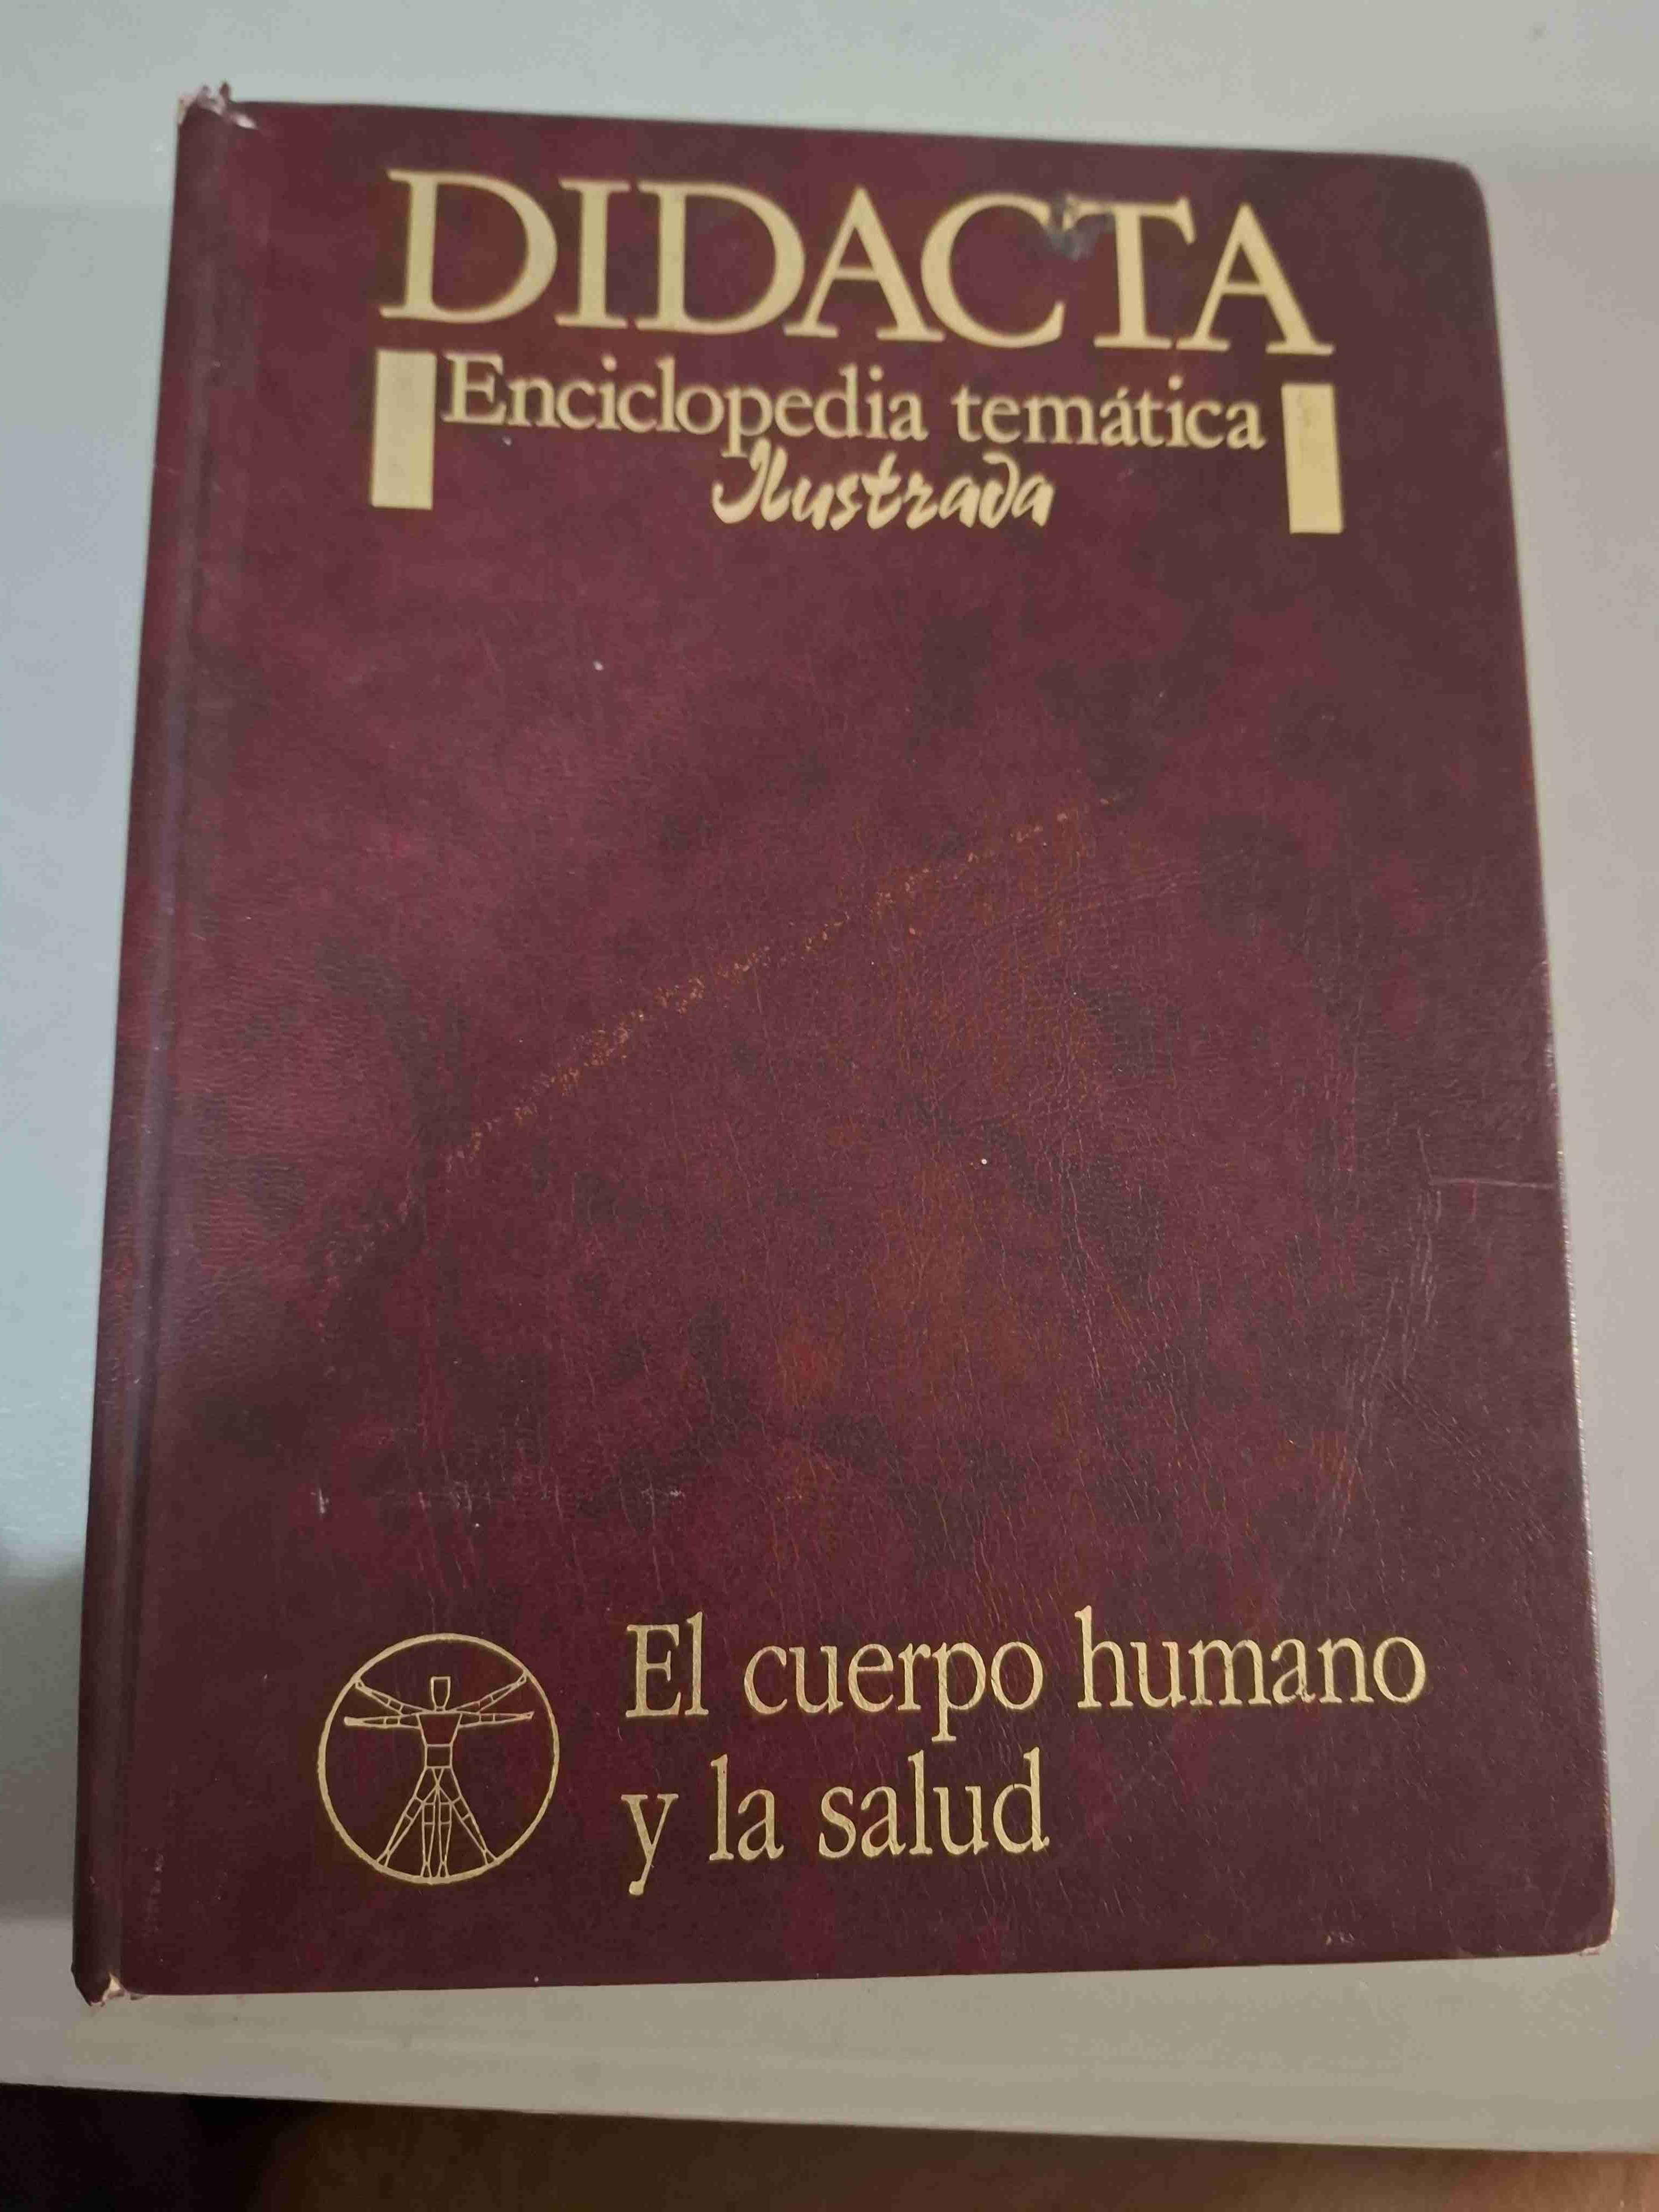 DIDACTA
Enciclopedia temática
Ilustrada
El cuerpo humano
y la salud